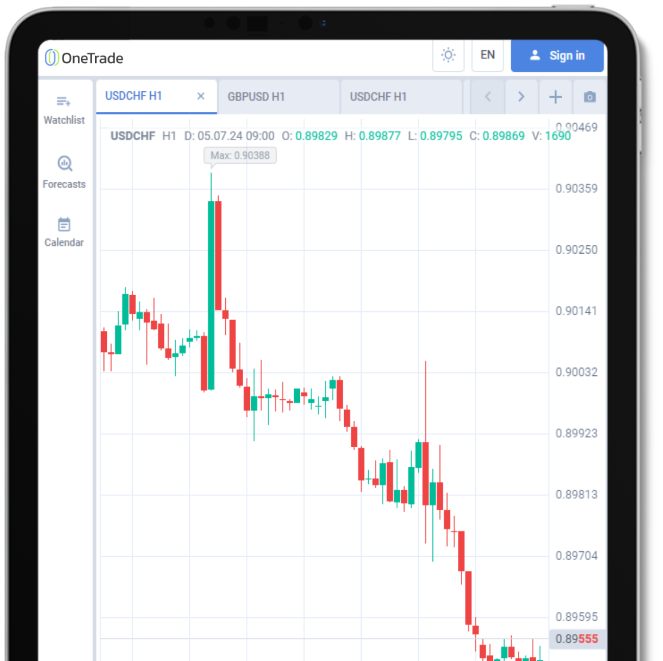 OneTrade
EN
Sign in
Watchlist
Forecasts
Calendar
USDCHF H1 ×
GBPUSD H1
USDCHF H1
USDCHF H1 D: 05.07.24 09:00 O: 0.89829 H: 0.89877 L: 0.89795 C: 0.89869 V: 1690
Max: 0.90388
0.90469
0.90359
0.90250
0.90141
0.90032
0.89923
0.89813
0.89704
0.89595
0.89555